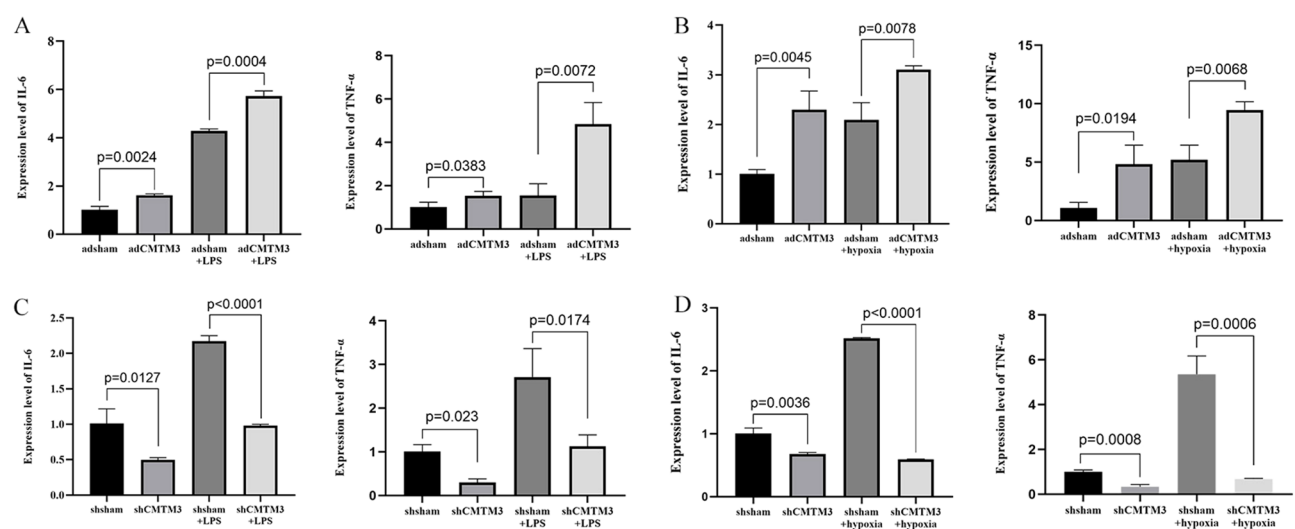 A
Expression level of IL-6
8
6
4
2
0
p=0.0024
p=0.0004
adsham
adCMTM3
adsham
+LPS
adCMTM3
+LPS
Expression level of TNF-α
8
6
4
2
0
p=0.0383
p=0.0072
adsham
adCMTM3
adsham
+LPS
adCMTM3
+LPS
B
Expression level of IL-6
4
3
2
1
0
p=0.0045
p=0.0078
adsham
adCMTM3
adsham
+hypoxia
adCMTM3
+hypoxia
Expression level of TNF-α
15
10
5
0
p=0.0194
p=0.0068
adsham
adCMTM3
adsham
+hypoxia
adCMTM3
+hypoxia
C
Expression level of IL-6
2.5
2.0
1.5
1.0
0.5
0.0
p=0.0127
p<0.0001
shsham
shCMTM3
shsham
+LPS
shCMTM3
+LPS
Expression level of TNF-α
4
3
2
1
0
p=0.023
p=0.0174
shsham
shCMTM3
shsham
+LPS
shCMTM3
+LPS
D
Expression level of IL-6
3
2
1
0
p=0.0036
p<0.0001
shsham
shCMTM3
shsham
+hypoxia
shCMTM3
+hypoxia
Expression level of TNF-α
8
6
4
2
0
p=0.0008
p=0.0006
shsham
shCMTM3
shsham
+hypoxia
shCMTM3
+hypoxia